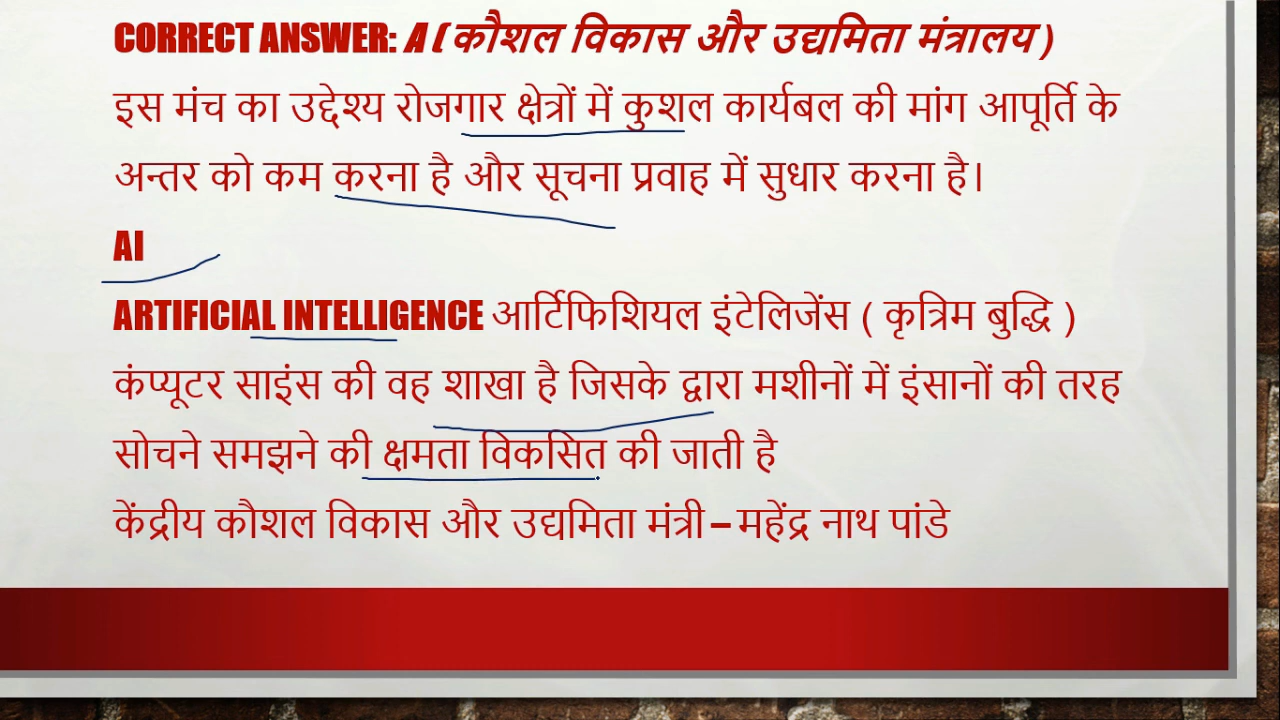 CORRECT ANSWER: A ( कौशल विकास और उद्यमिता मंत्रालय )
इस मंच का उद्देश्य रोजगार क्षेत्रों में कुशल कार्यबल की मांग आपूर्ति के
अन्तर को कम करना है और सूचना प्रवाह में सुधार करना है।
AI
ARTIFICIAL INTELLIGENCE आर्टिफिशियल इंटेलिजेंस ( कृत्रिम बुद्धि )
कंप्यूटर साइंस की वह शाखा है जिसके द्वारा मशीनों में इंसानों की तरह
सोचने समझने की क्षमता विकसित की जाती है
केंद्रीय कौशल विकास और उद्यमिता मंत्री – महेंद्र नाथ पांडे